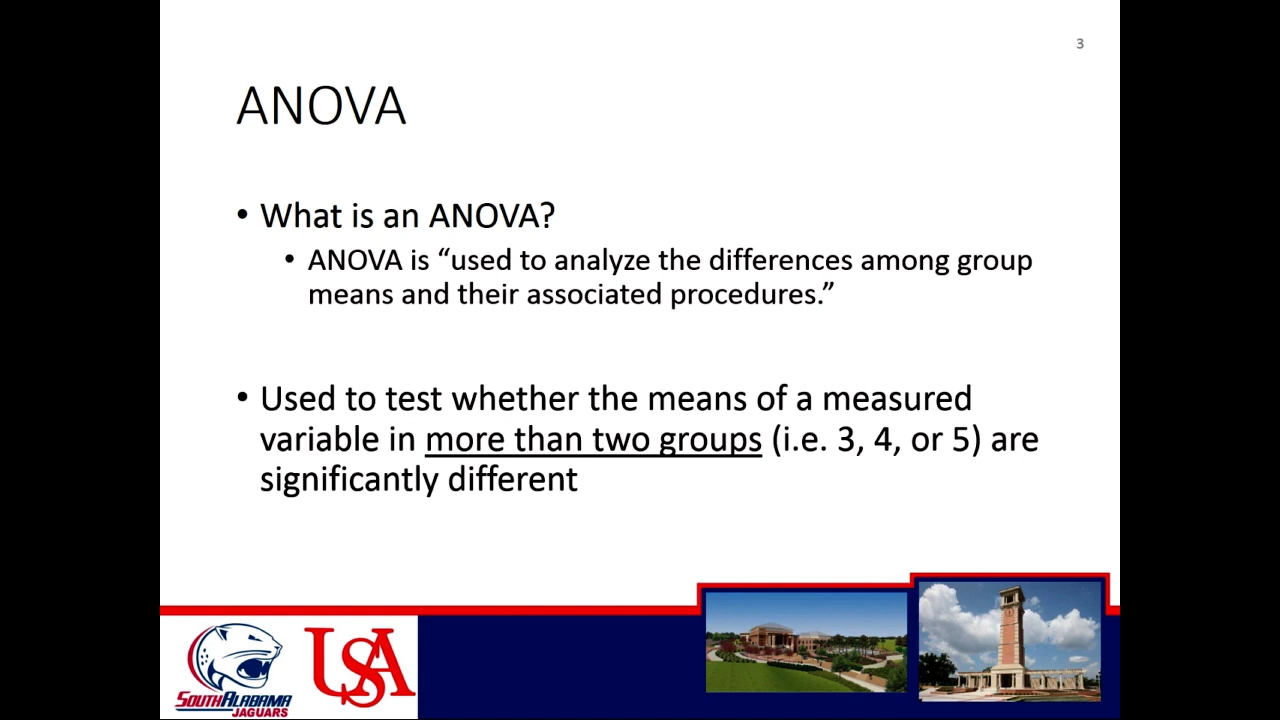 3
ANOVA
• What is an ANOVA?
• ANOVA is “used to analyze the differences among group
means and their associated procedures.”
• Used to test whether the means of a measured
variable in more than two groups (i.e. 3, 4, or 5) are
significantly different
SOUTH ALABAMA
JAGUARS
USA